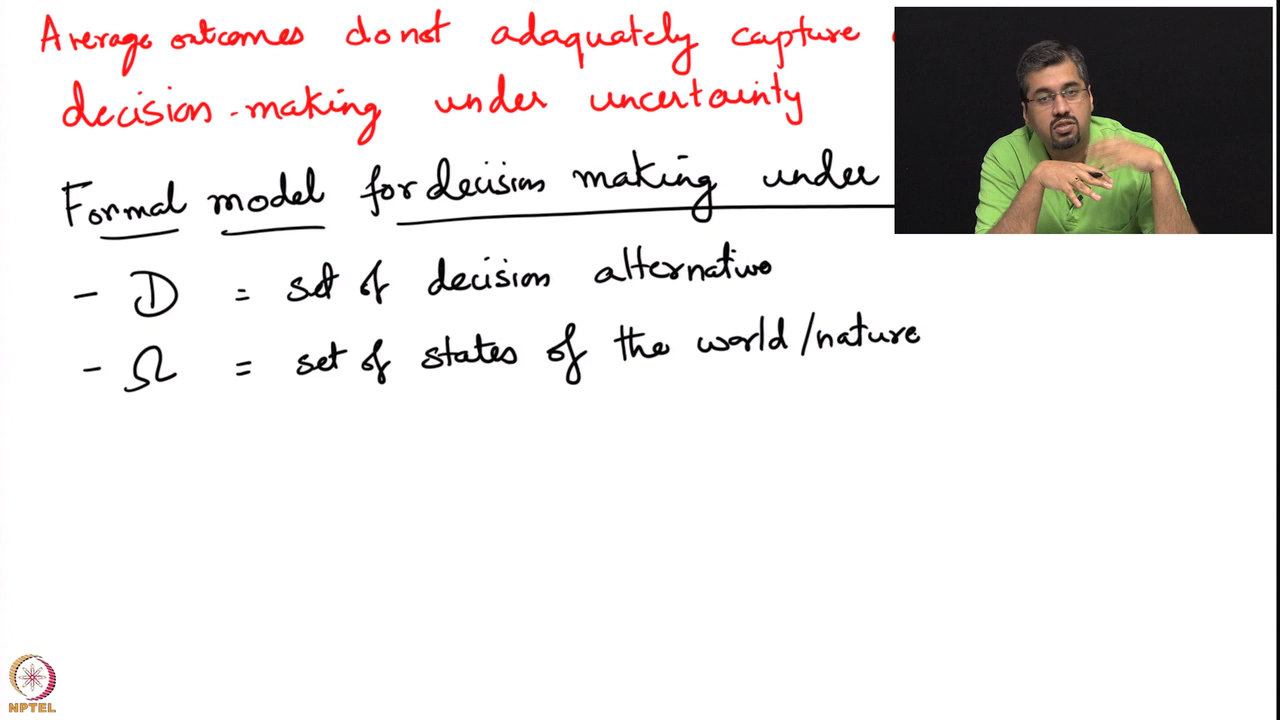 Average outcomes do not adaquately capture
decision-making under uncertainty
Formal model for decision making under
- D = set of decision alternative
- Ω = set of states of the world/nature
NPTEL